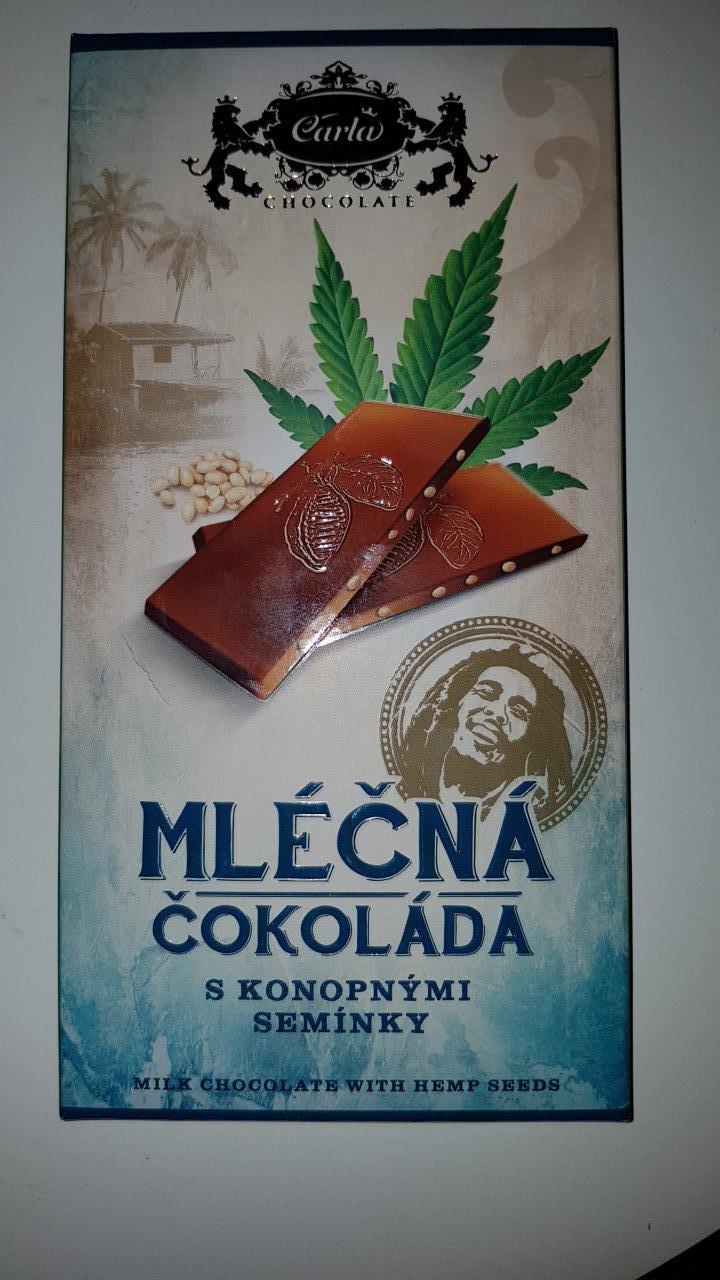 Carla
CHOCOLATE
MLÉČNÁ
ČOKOLÁDA
S KONOPNÝMI
SEMÍNKY
MILK CHOCOLATE WITH HEMP SEEDS